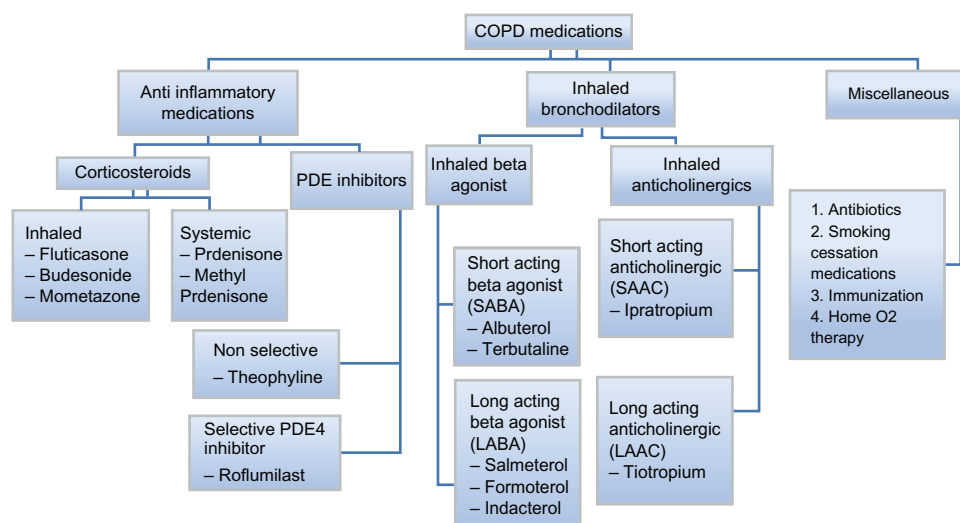 COPD medications
Anti inflammatory
medications
Inhaled
bronchodilators
Miscellaneous
Corticosteroids
PDE inhibitors
Inhaled beta
agonist
Inhaled
anticholinergics
Inhaled
– Fluticasone
– Budesonide
– Mometazone
Systemic
– Prdenisone
– Methyl
Prdenisone
Non selective
– Theophyline
Selective PDE4
inhibitor
– Roflumilast
Short acting
beta agonist
(SABA)
– Albuterol
– Terbutaline
Long acting
beta agonist
(LABA)
– Salmeterol
– Formoterol
– Indacterol
Short acting
anticholinergic
(SAAC)
– Ipratropium
Long acting
anticholinergic
(LAAC)
– Tiotropium
1. Antibiotics
2. Smoking
cessation
medications
3. Immunization
4. Home O2
therapy